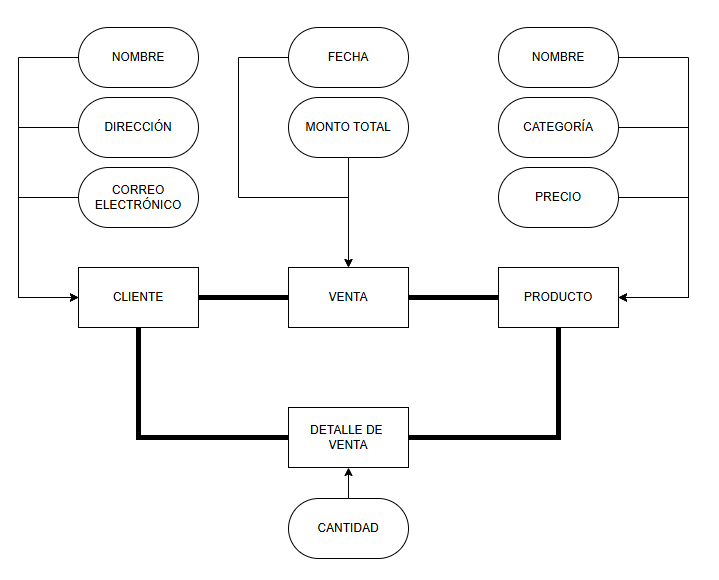 NOMBRE
FECHA
NOMBRE
DIRECCIÓN
MONTO TOTAL
CATEGORÍA
CORREO
ELECTRÓNICO
PRECIO
CLIENTE
VENTA
PRODUCTO
DETALLE DE
VENTA
CANTIDAD